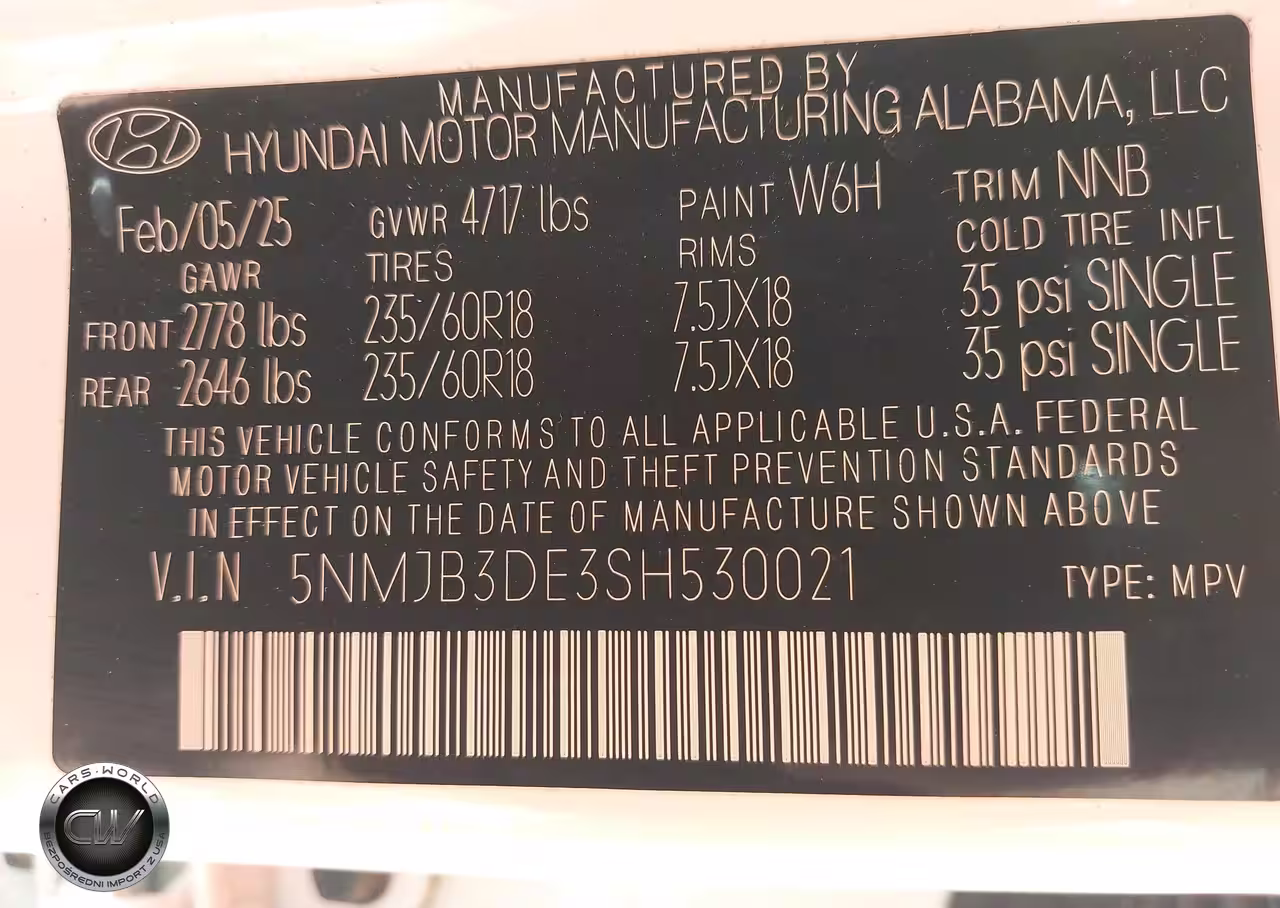 MANUFACTURED BY
HYUNDAI MOTOR MANUFACTURING ALABAMA, LLC
Feb/05/25 GVWR 4717 lbs PAINT W6H TRIM NNB
GAWR TIRES RIMS COLD TIRE INFL
FRONT 2778 lbs 235/60R18 7.5JX18 35 psi SINGLE
REAR 2646 lbs 235/60R18 7.5JX18 35 psi SINGLE
THIS VEHICLE CONFORMS TO ALL APPLICABLE U.S.A. FEDERAL
MOTOR VEHICLE SAFETY AND THEFT PREVENTION STANDARDS
IN EFFECT ON THE DATE OF MANUFACTURE SHOWN ABOVE
V.I.N 5NMJB3DE3SH530021 TYPE: MPV
CARS-WORLD
CW
BEZPOŚREDNI IMPORT Z USA